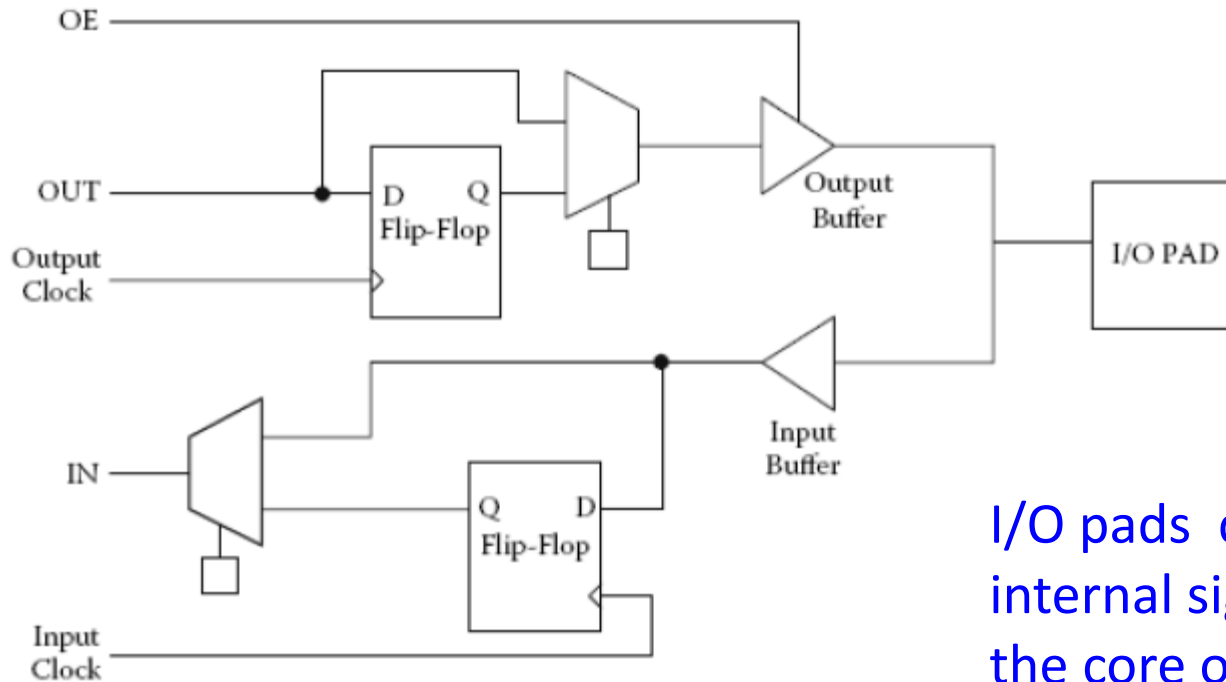 OE
OUT
D Q
Flip-Flop
Output
Clock
Output
Buffer
I/O PAD
Input
Buffer
IN
Q D
Flip-Flop
Input
Clock
I/O pads
internal
the core